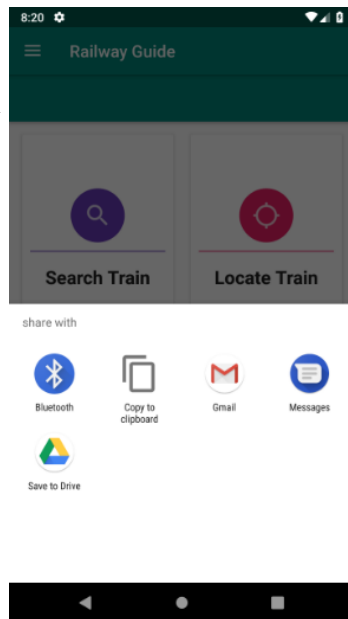 8:20
Railway Guide
Search Train
Locate Train
share with
Bluetooth
Copy to
clipboard
Gmail
Messages
Save to Drive